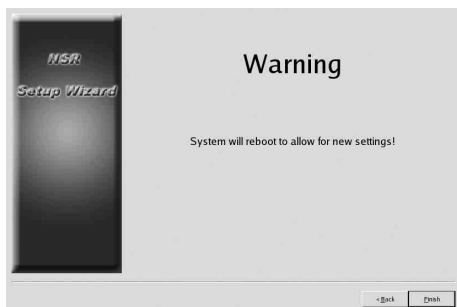 NSR
Setup Wizard
Warning
System will reboot to allow for new settings!
< Back
Finish